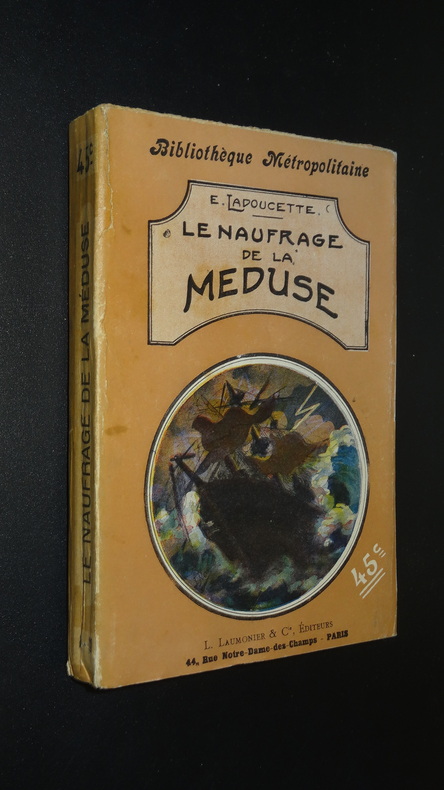 Bibliothèque Métropolitaine
E. LADOUCETTE.
LE NAUFRAGE
DE LA
MEDUSE
45c
L. LAUMONIER & Cie, ÉDITEURS
44, Rue Notre-Dame-des-Champs - PARIS
45c
LE NAUFRAGE DE LA MÉDUSE